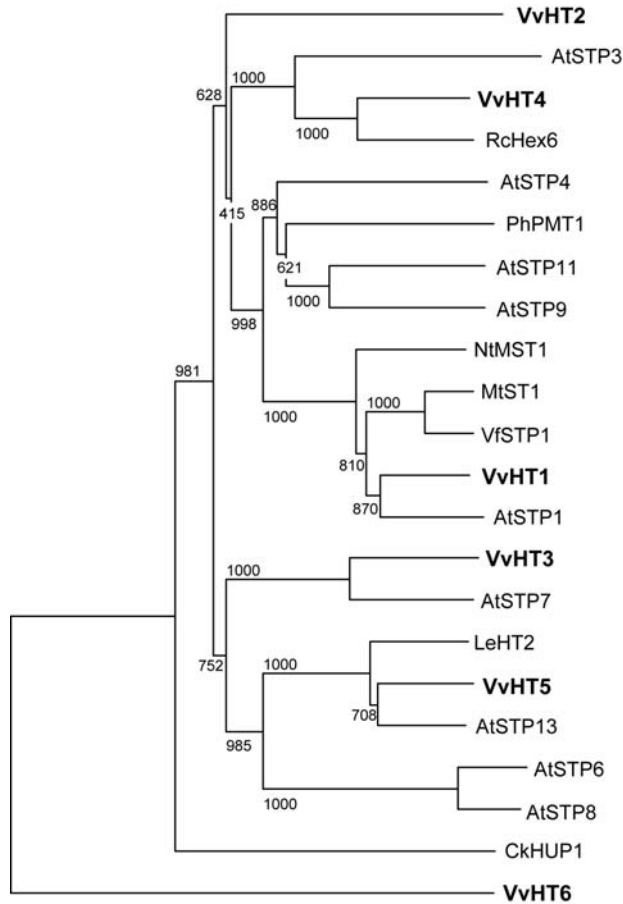 VvHT2
AtSTP3
1000
628
VvHT4
1000
RcHex6
AtSTP4
886
415
PhPMT1
621
AtSTP11
1000
AtSTP9
998
NtMST1
981
MtST1
1000
1000
VfSTP1
810
VvHT1
870
AtSTP1
VvHT3
1000
AtSTP7
LeHT2
752
1000
VvHT5
708
AtSTP13
985
AtSTP6
1000
AtSTP8
CkHUP1
VvHT6